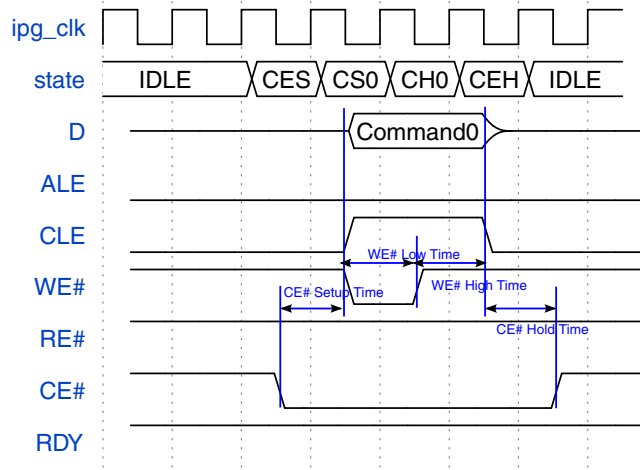 ipg_clk
state IDLE CES CS0 CH0 CEH IDLE
D Command0
ALE
CLE
WE# Low Time
WE#
CE# Setup Time
WE# High Time
RE#
CE# Hold Time
CE#
RDY